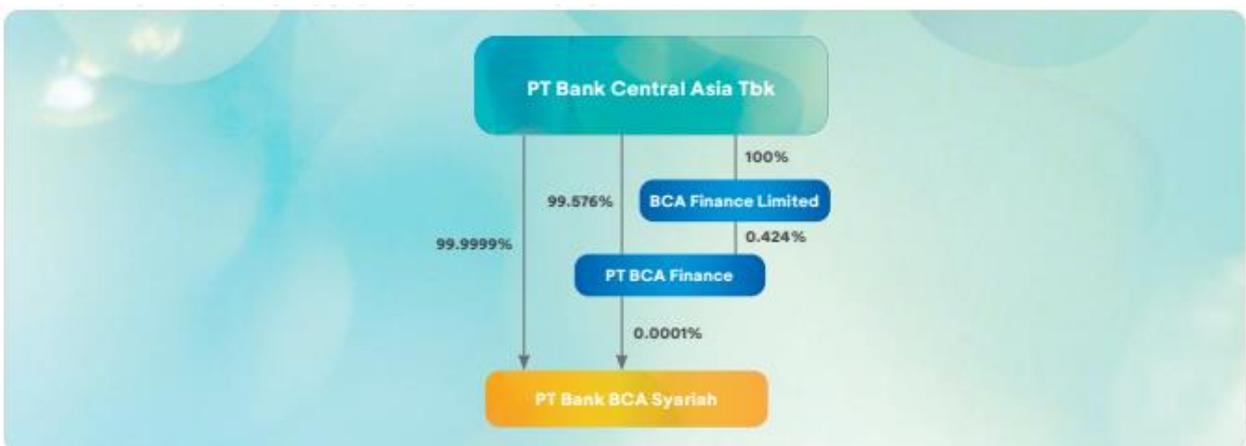 PT Bank Central Asia Tbk
100%
99.576%
BCA Finance Limited
99.9999%
0.424%
PT BCA Finance
0.0001%
PT Bank BCA Syariah